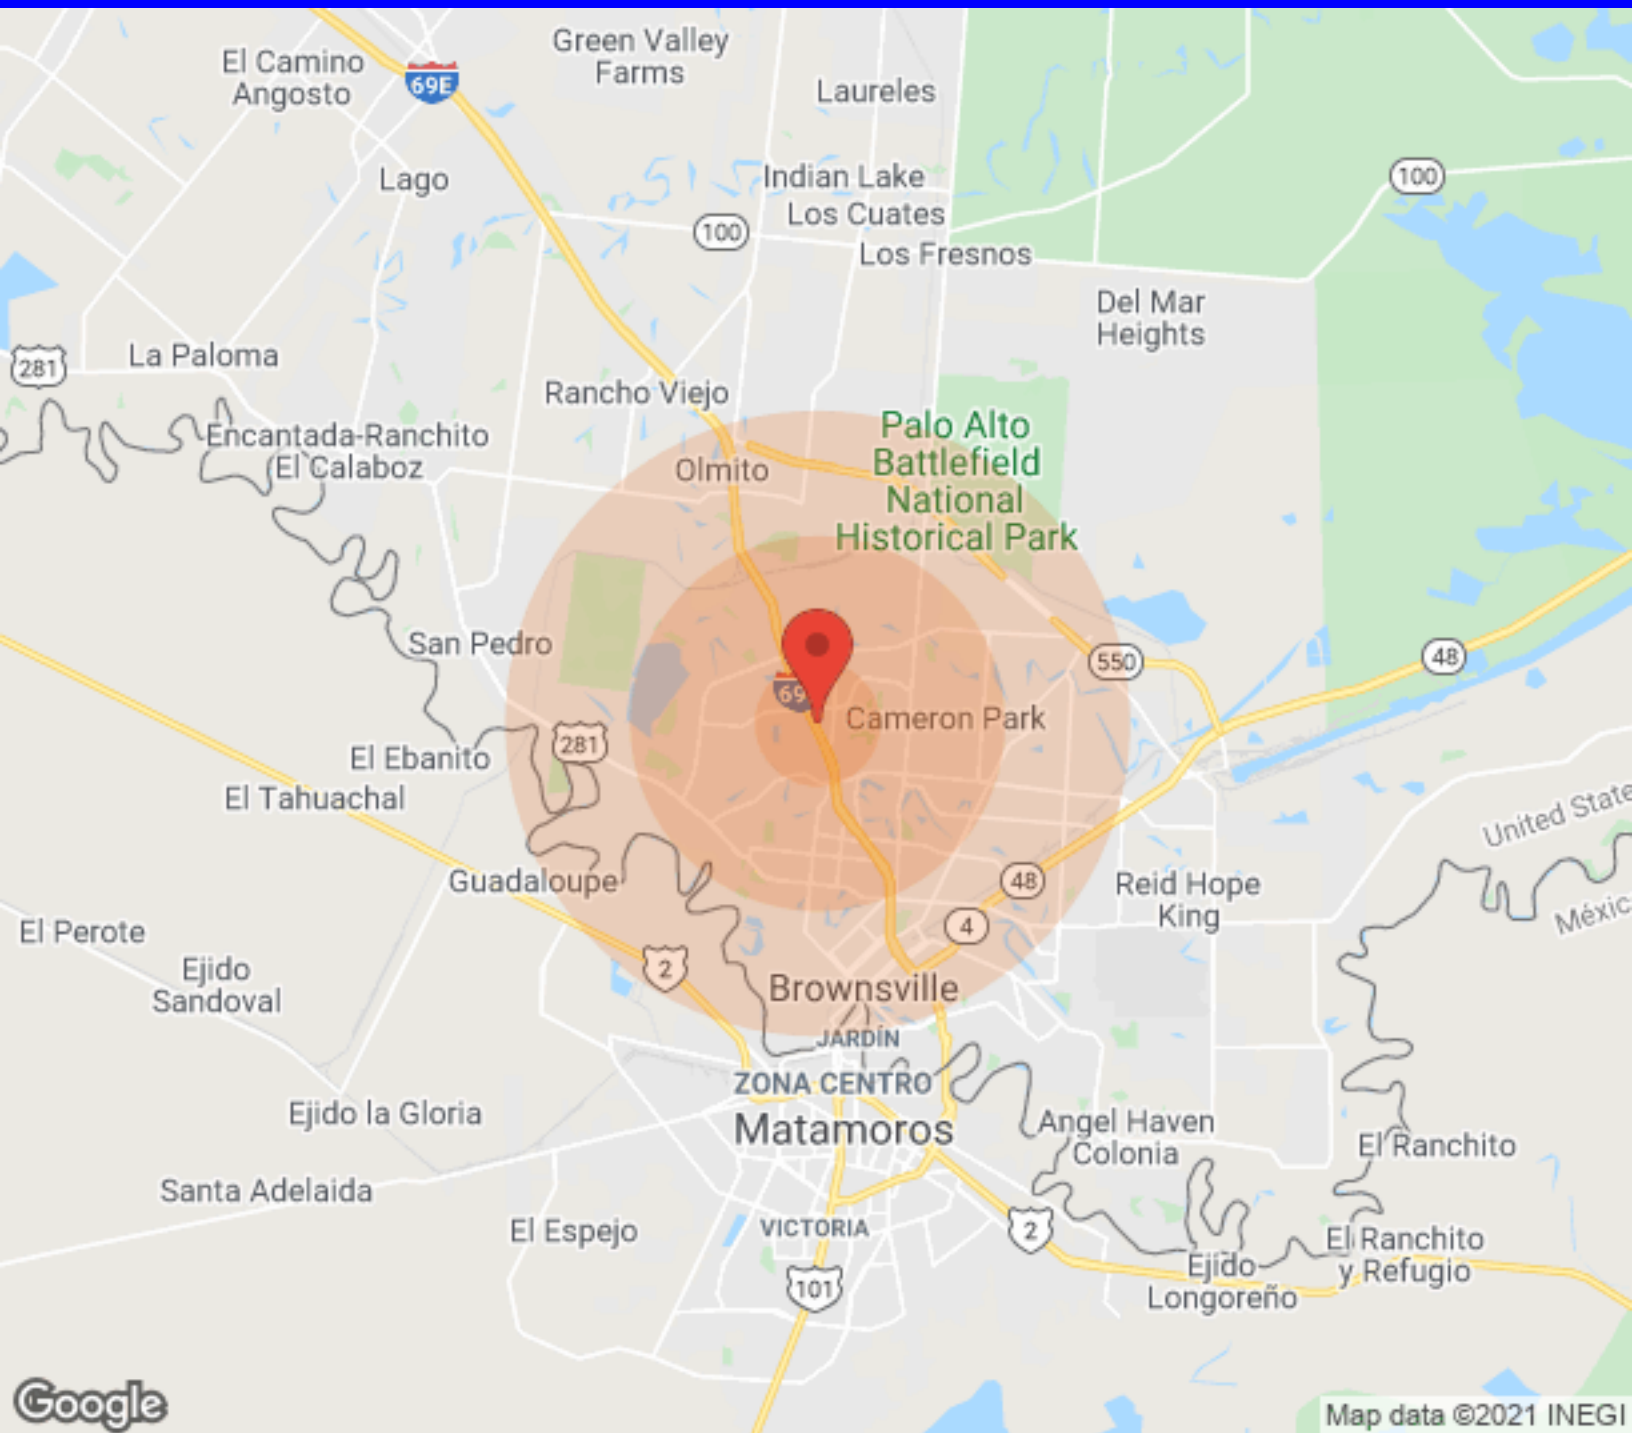 Green Valley
Farms
El Camino
Angosto
69E
Laureles
Lago
Indian Lake
100
Los Cuates
100
Los Fresnos
Del Mar
Heights
La Paloma
281
Rancho Viejo
Palo Alto
Battlefield
National
Historical Park
Encantada-Ranchito
El Calaboz
Olmito
San Pedro
550
48
69
Cameron Park
281
El Ebanito
El Tahuachal
United State
Guadaloupe
48
Reid Hope
King
Méxic
4
El Perote
2
Ejido
Sandoval
Brownsville
JARDÍN
ZONA CENTRO
Matamoros
Ejido la Gloria
Angel Haven
Colonia
El Ranchito
Santa Adelaida
El Espejo
VICTORIA
2
El Ranchito
y Refugio
Ejido
Longoreño
101
Google
Map data ©2021 INEGI